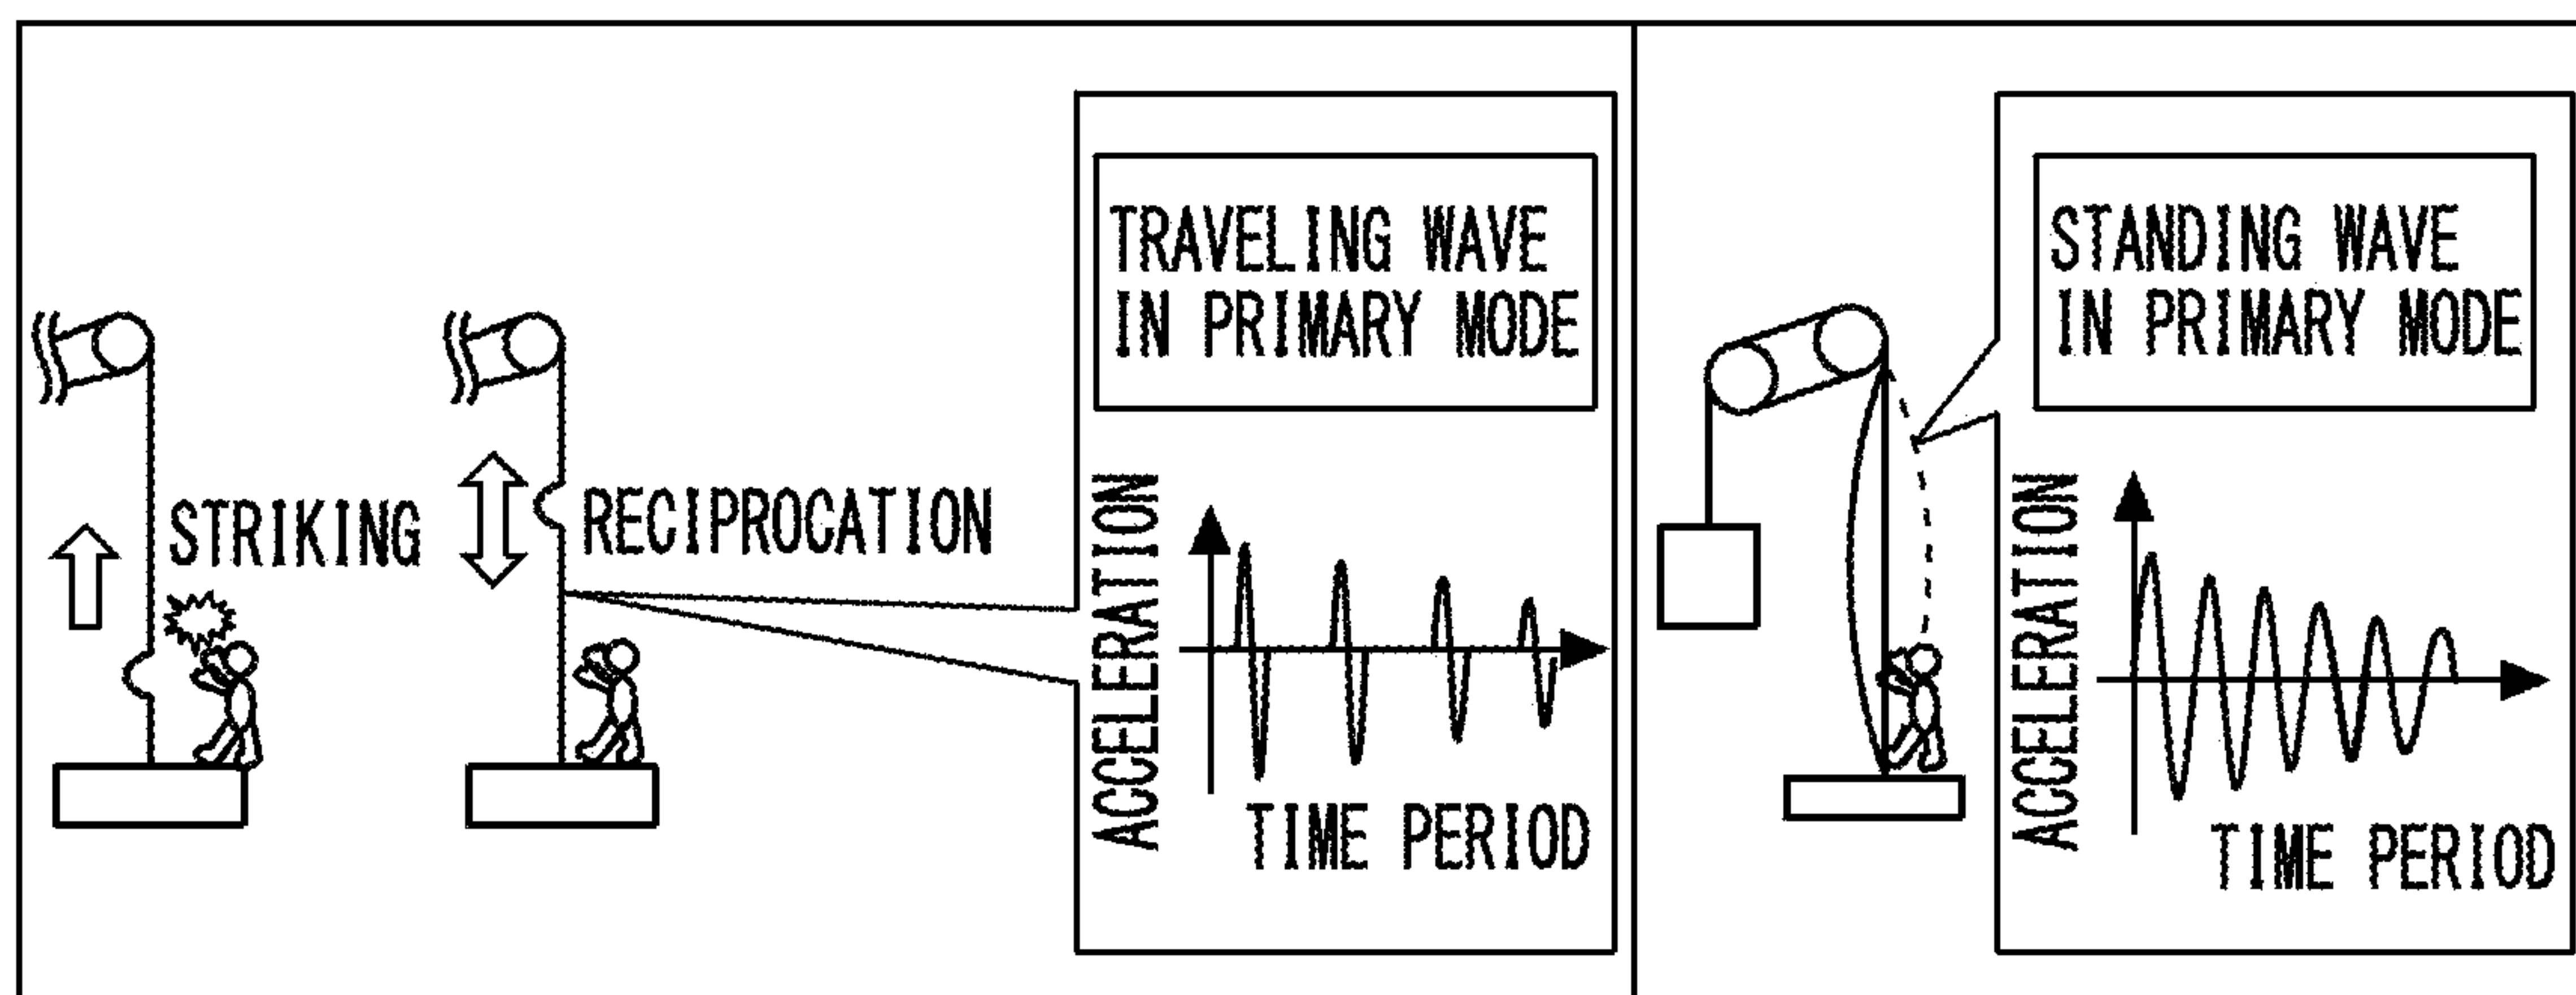 STRIKING
RECIPROCATION
TRAVELING WAVE
IN PRIMARY MODE
ACCELERATION
TIME PERIOD
STANDING WAVE
IN PRIMARY MODE
ACCELERATION
TIME PERIOD